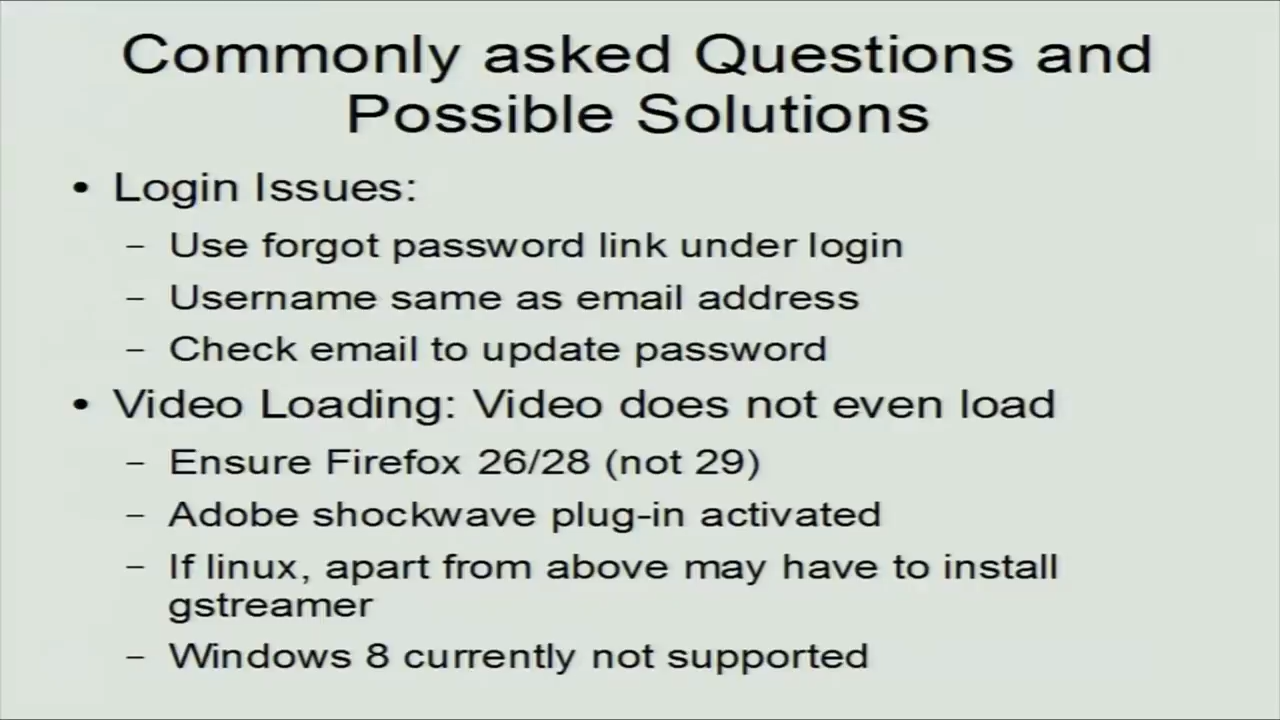 Commonly asked Questions and
Possible Solutions
• Login Issues:
– Use forgot password link under login
– Username same as email address
– Check email to update password
• Video Loading: Video does not even load
– Ensure Firefox 26/28 (not 29)
– Adobe shockwave plug-in activated
– If linux, apart from above may have to install
gstreamer
– Windows 8 currently not supported